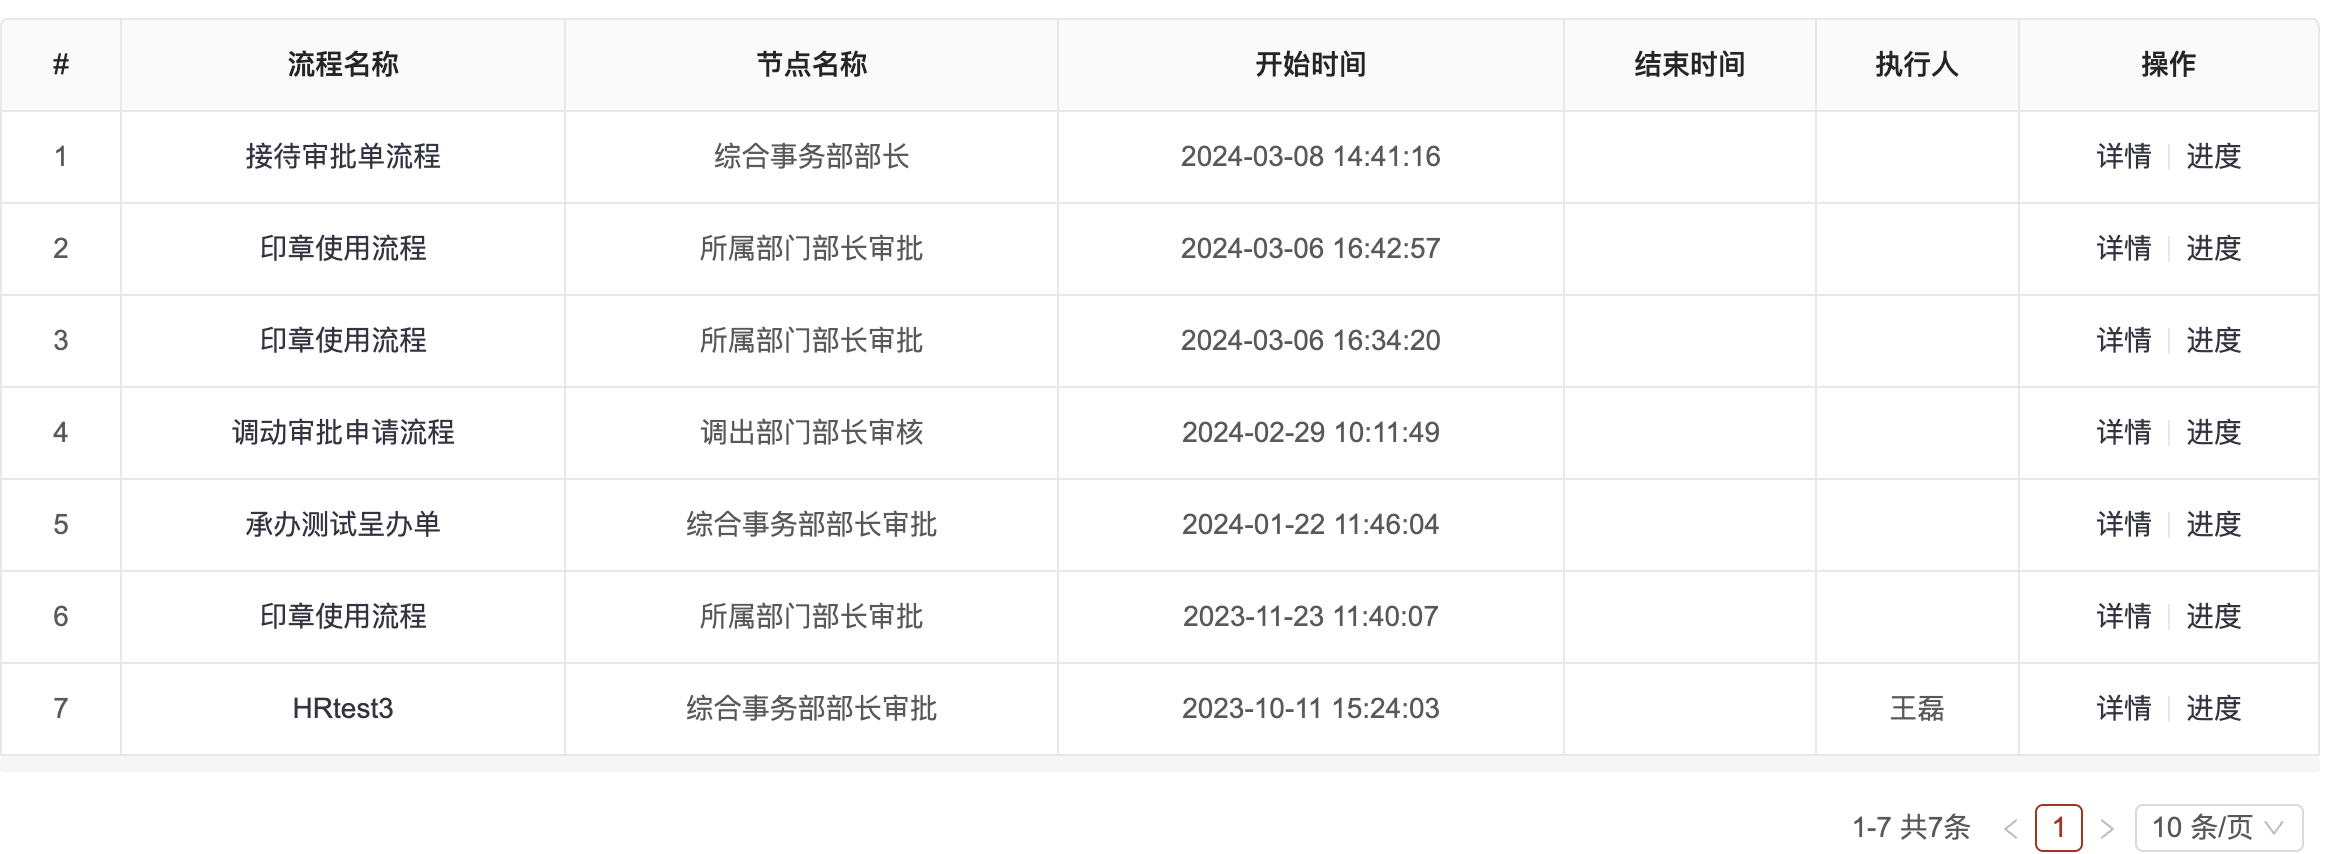 # 流程名称 节点名称 开始时间 结束时间 执行人 操作
1 接待审批单流程 综合事务部部长 2024-03-08 14:41:16 详情 进度
2 印章使用流程 所属部门部长审批 2024-03-06 16:42:57 详情 进度
3 印章使用流程 所属部门部长审批 2024-03-06 16:34:20 详情 进度
4 调动审批申请流程 调出部门部长审核 2024-02-29 10:11:49 详情 进度
5 承办测试呈办单 综合事务部部长审批 2024-01-22 11:46:04 详情 进度
6 印章使用流程 所属部门部长审批 2023-11-23 11:40:07 详情 进度
7 HRtest3 综合事务部部长审批 2023-10-11 15:24:03 王磊 详情 进度
1-7 共7条 < 1 > 10 条/页